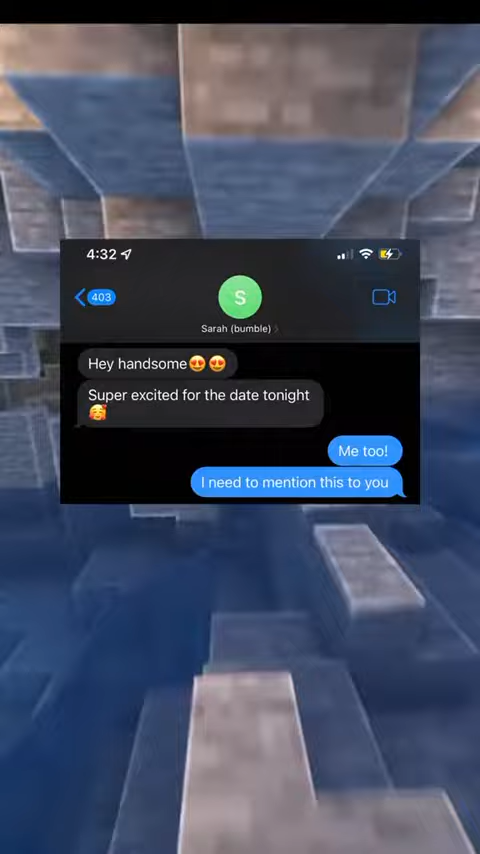 4:32
403
S
Sarah (bumble)
Hey handsome😍😍
Super excited for the date tonight
🥰
Me too!
I need to mention this to you